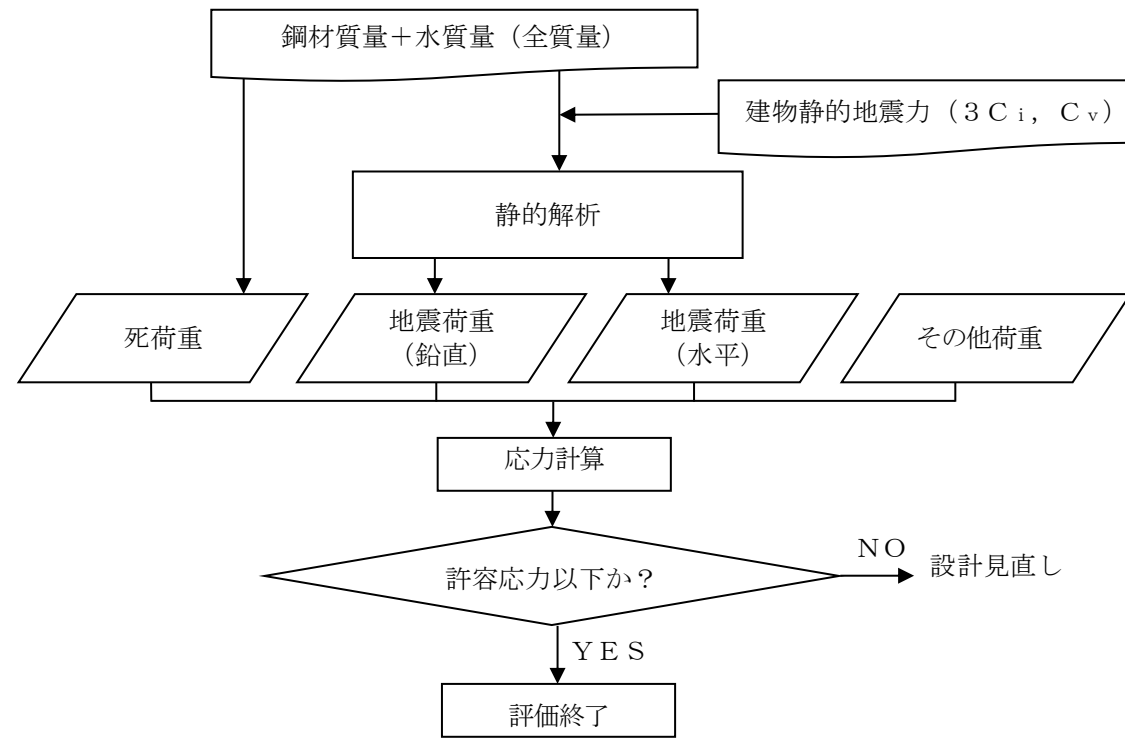 鋼材質量＋水質量（全質量）
建物静的地震力（３Ｃｉ，Ｃｖ）
静的解析
死荷重
地震荷重
（鉛直）
地震荷重
（水平）
その他荷重
応力計算
許容応力以下か？
ＮＯ
設計見直し
ＹＥＳ
評価終了